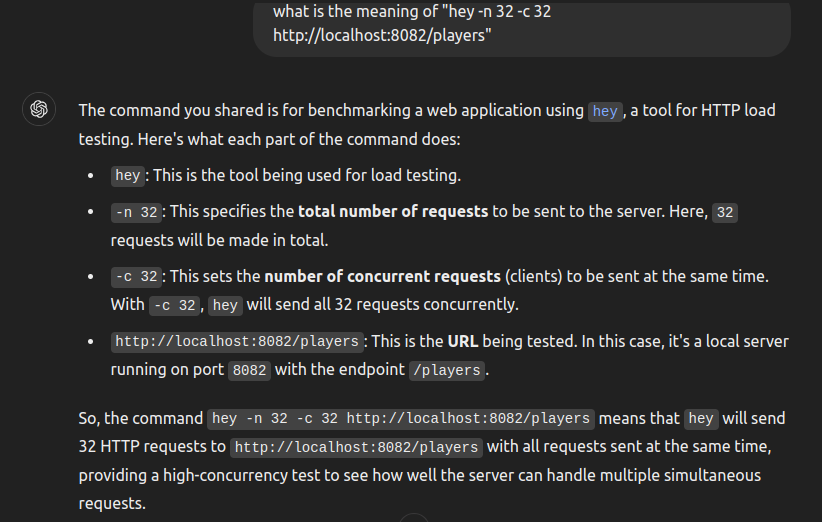 what is the meaning of "hey -n 32 -c 32
http://localhost:8082/players"
The command you shared is for benchmarking a web application using hey, a tool for HTTP load
testing. Here's what each part of the command does:
• hey: This is the tool being used for load testing.
• -n 32: This specifies the total number of requests to be sent to the server. Here, 32
requests will be made in total.
• -c 32: This sets the number of concurrent requests (clients) to be sent at the same time.
With -c 32, hey will send all 32 requests concurrently.
• http://localhost:8082/players: This is the URL being tested. In this case, it's a local server
running on port 8082 with the endpoint /players.
So, the command hey -n 32 -c 32 http://localhost:8082/players means that hey will send
32 HTTP requests to http://localhost:8082/players with all requests sent at the same time,
providing a high-concurrency test to see how well the server can handle multiple simultaneous
requests.